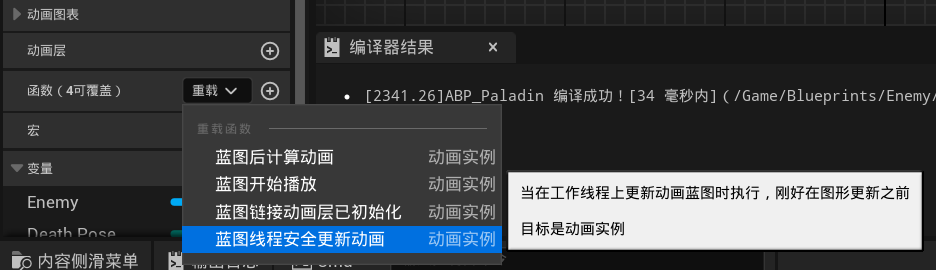 动画图表
动画层
函数（4可覆盖）
重载
宏
变量
Enemy
Death Pose
内容侧滑菜单
编译器结果
[2341.26]ABP_Paladin 编译成功！[34 毫秒内]（/Game/Blueprints/Enemy/
重载函数
蓝图后计算动画 动画实例
蓝图开始播放 动画实例
蓝图链接动画层已初始化 动画实例
蓝图线程安全更新动画 动画实例
当在工作线程上更新动画蓝图时执行，刚好在图形更新之前
目标是动画实例